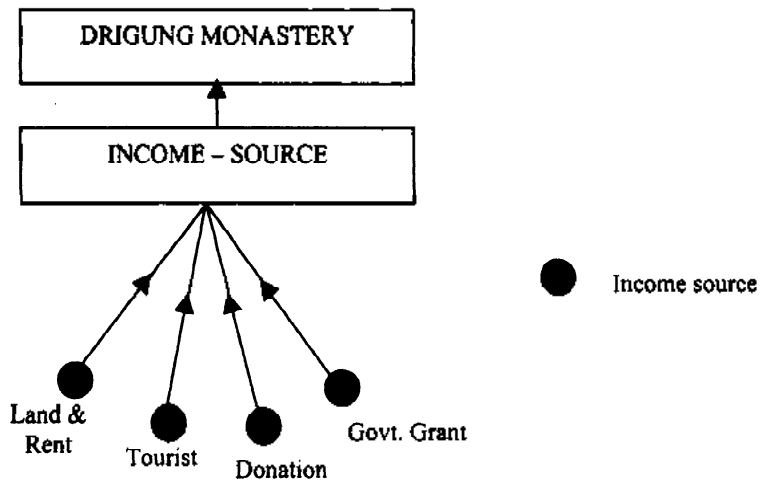 DRIGUNG MONASTERY
INCOME – SOURCE
Income source
Land &
Rent
Tourist
Donation
Govt. Grant